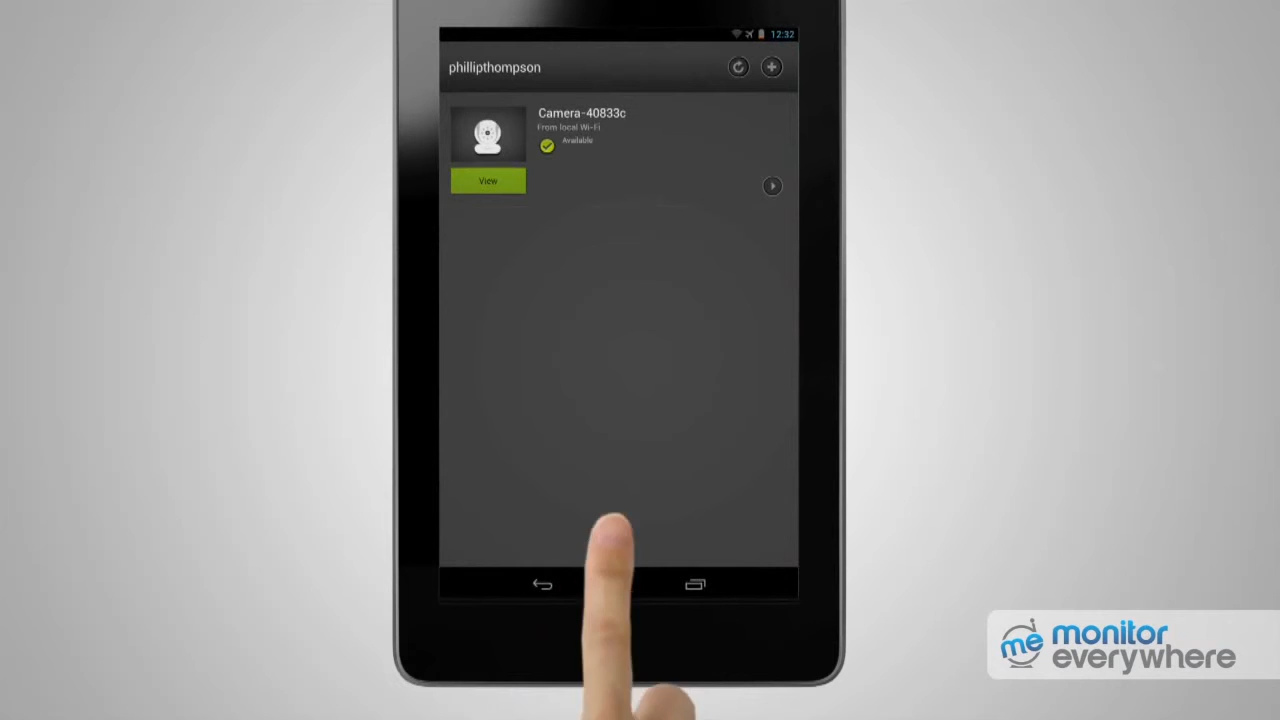 12:32
phillipthompson
Camera-40833c
From local Wi-Fi
Available
View
me monitor
everywhere